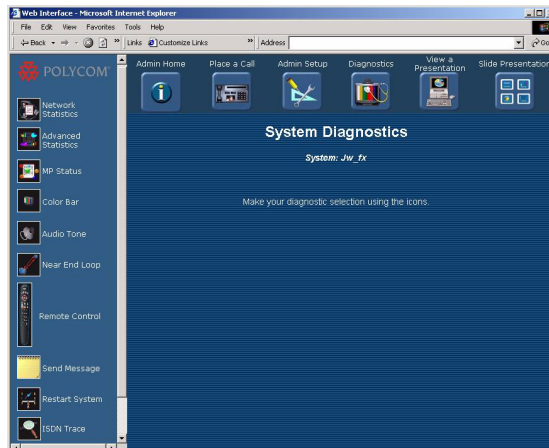 Web Interface - Microsoft Internet Explorer
File Edit View Favorites Tools Help
Back Links Customize Links Address Go
POLYCOM
Admin Home Place a Call Admin Setup Diagnostics View a Presentation Slide Presentation
Network Statistics
Advanced Statistics
MP Status
Color Bar
Audio Tone
Near End Loop
Remote Control
Send Message
Restart System
ISDN Trace
System Diagnostics
System: Jw_fx
Make your diagnostic selection using the icons.